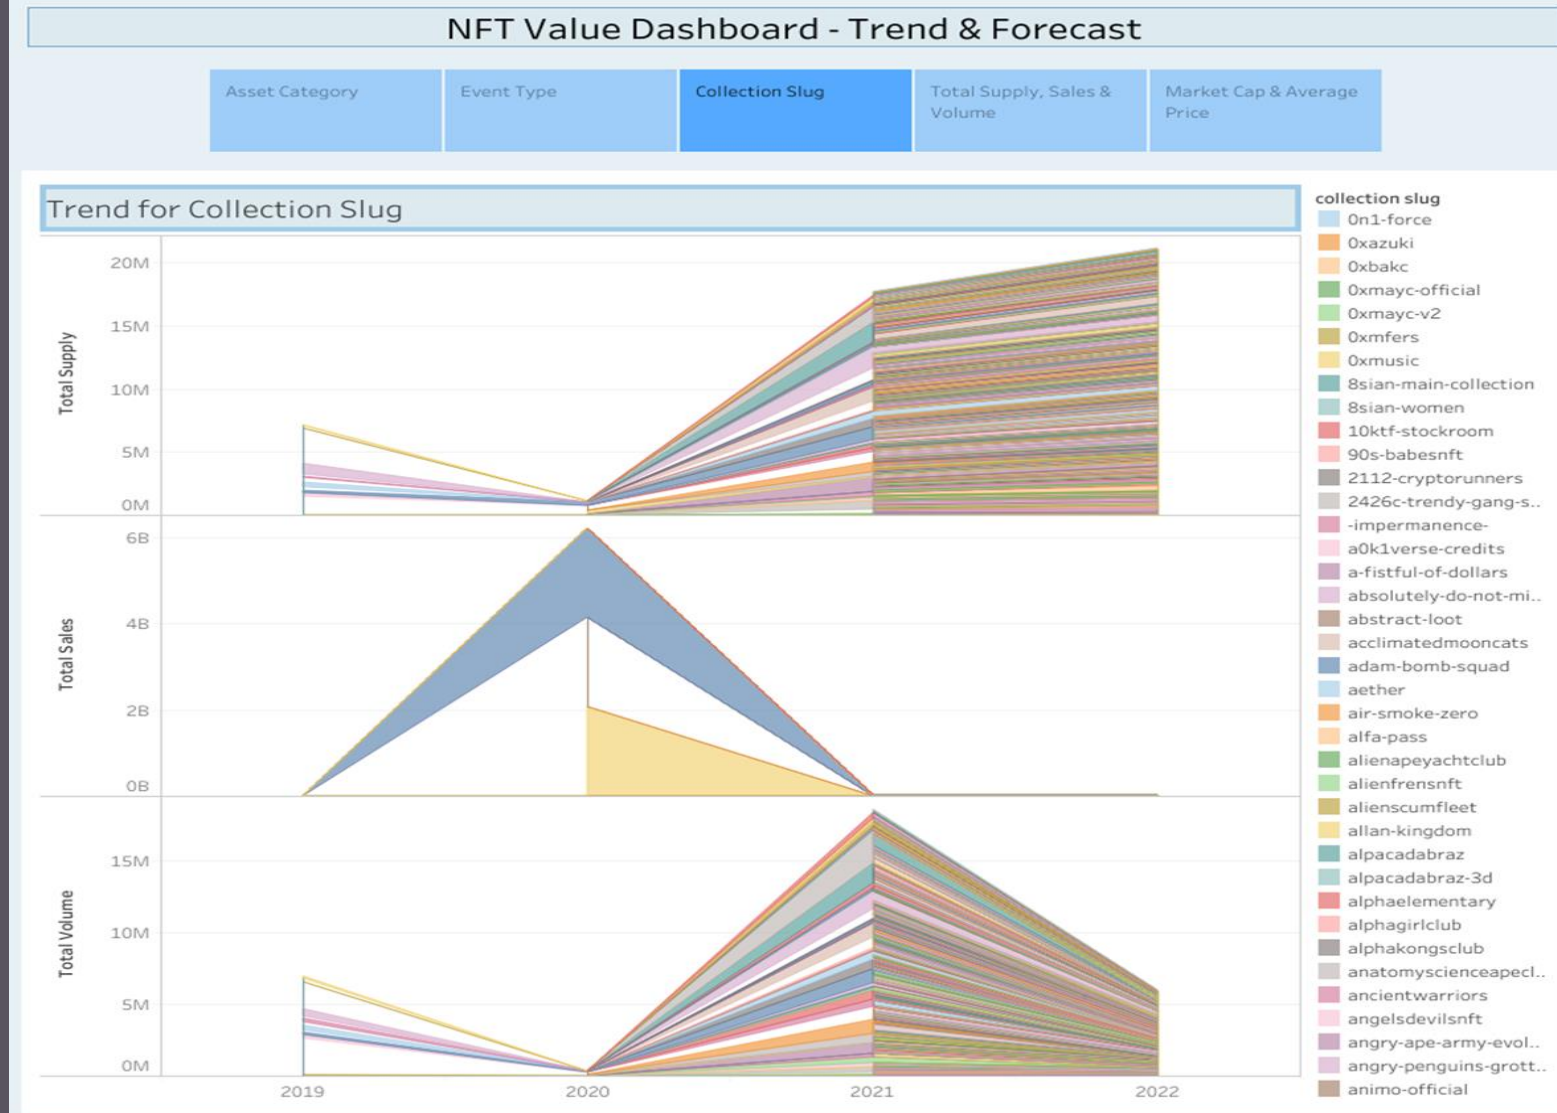 NFT Value Dashboard - Trend & Forecast
Asset Category
Event Type
Collection Slug
Total Supply, Sales &
Volume
Market Cap & Average
Price
Trend for Collection Slug
Total Supply
20M
15M
10M
5M
0M
Total Sales
6B
4B
2B
0B
Total Volume
15M
10M
5M
0M
2019
2020
2021
2022
collection slug
0n1-force
0xazuki
0xbakc
0xmayc-official
0xmayc-v2
0xmfers
0xmusic
8sian-main-collection
8sian-women
10ktf-stockroom
90s-babesnft
2112-cryptorunners
2426c-trendy-gang-s..
-impermanence-
a0k1verse-credits
a-fistful-of-dollars
absolutely-do-not-mi..
abstract-loot
acclimatedmooncats
adam-bomb-squad
aether
air-smoke-zero
alfa-pass
alienapeyachtclub
alienfrensnft
alienscumfleet
allan-kingdom
alpacadabraz
alpacadabraz-3d
alphaelementary
alphagirlclub
alphakongsclub
anatomyscienceapecl..
ancientwarriors
angelsdevilsnft
angry-ape-army-evol..
angry-penguins-grott..
animo-official